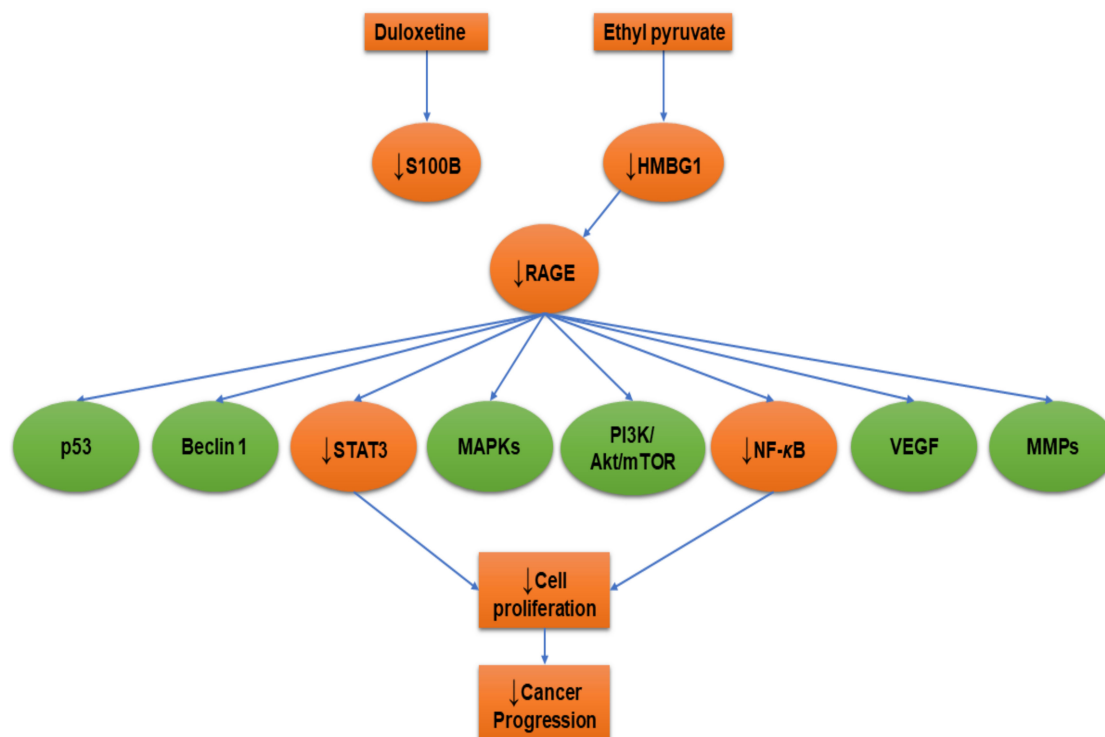 Duloxetine
Ethyl pyruvate
↓S100B
↓HMBG1
↓RAGE
p53
Beclin 1
↓STAT3
MAPKs
PI3K/
Akt/mTOR
↓NF-κB
VEGF
MMPs
↓Cell
proliferation
↓Cancer
Progression